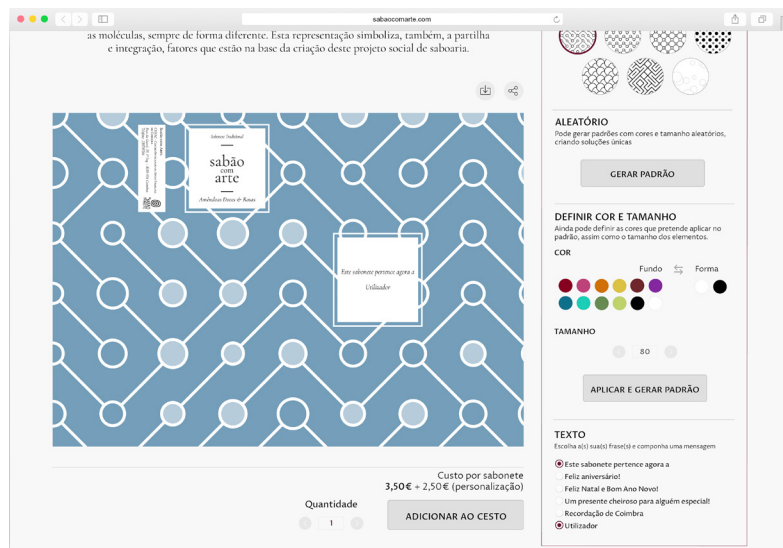 sabaocomarte.com
as moléculas, sempre de forma diferente. Esta representação simboliza, também, a partilha
e integração, fatores que estão na base da criação deste projeto social de saboaria.
Sabonete Tradicional
sabão
com
arte
Amêndoas Doces & Rosas
Este sabonete pertence agora a
Utilizador
Custo por sabonete
3,50€ + 2,50€ (personalização)
Quantidade
1
ADICIONAR AO CESTO
ALEATÓRIO
Pode gerar padrões com cores e tamanho aleatórios,
criando soluções únicas
GERAR PADRÃO
DEFINIR COR E TAMANHO
Ainda pode definir as cores que pretende aplicar no
padrão, assim como o tamanho dos elementos.
COR
Fundo Forma
TAMANHO
80
APLICAR E GERAR PADRÃO
TEXTO
Escolha a(s) sua(s) frase(s) e componha uma mensagem
Este sabonete pertence agora a
Feliz aniversário!
Feliz Natal e Bom Ano Novo!
Um presente cheiroso para alguém especial!
Recordação de Coimbra
Utilizador